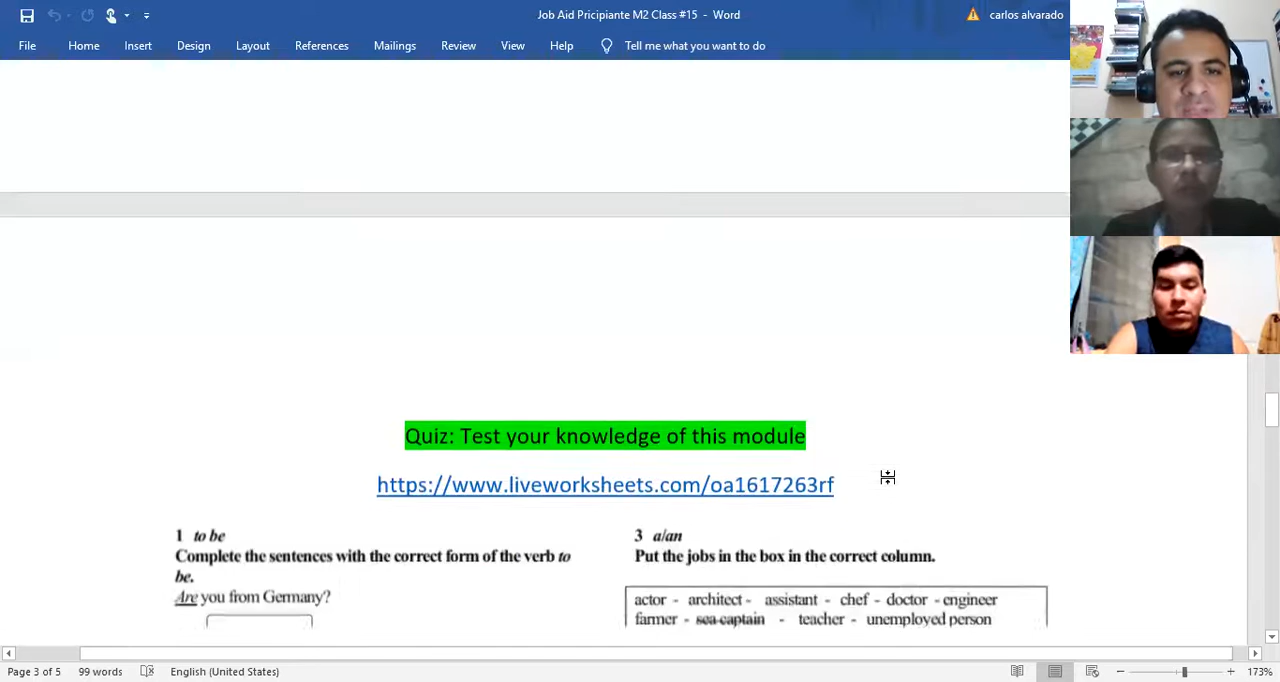 Job Aid Pricipiante M2 Class #15 - Word
carlos alvarado
File Home Insert Design Layout References Mailings Review View Help Tell me what you want to do
Quiz: Test your knowledge of this module
https://www.liveworksheets.com/oa1617263rf
1 to be
Complete the sentences with the correct form of the verb to
be.
Are you from Germany?
3 a/an
Put the jobs in the box in the correct column.
actor - architect - assistant - chef - doctor - engineer
farmer - sea captain - teacher - unemployed person
Page 3 of 5 99 words English (United States) 173%